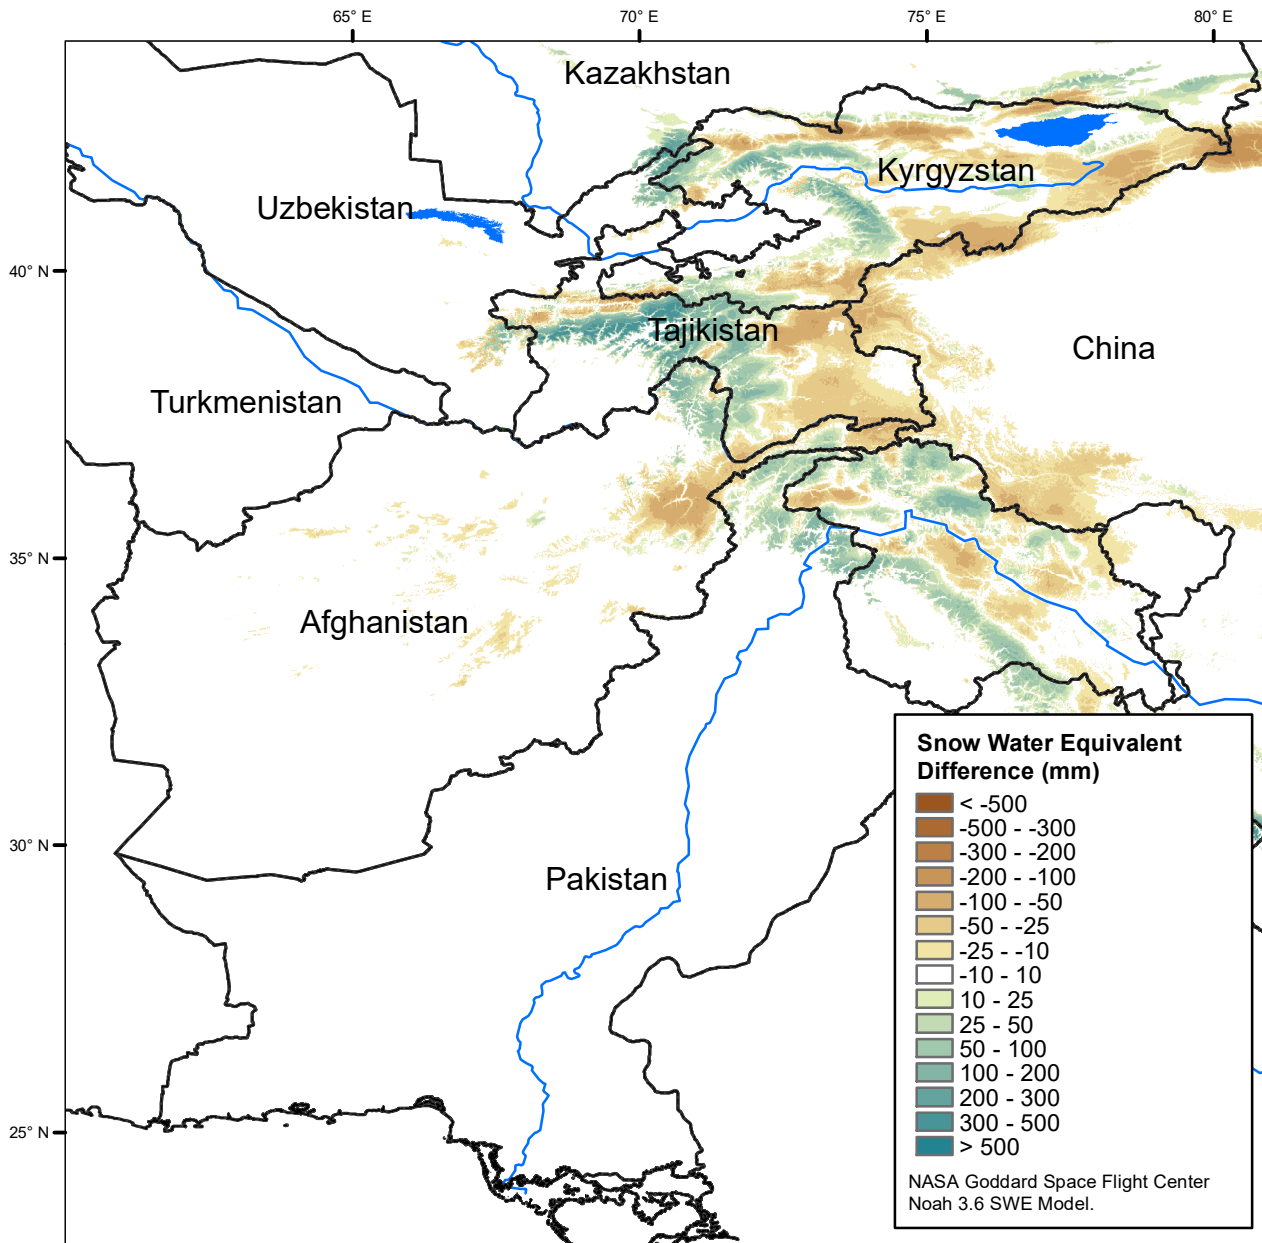 65° E
70° E
75° E
80° E
Kazakhstan
Kyrgyzstan
Uzbekistan
40° N
Tajikistan
China
Turkmenistan
35° N
Afghanistan
30° N
Pakistan
25° N
Snow Water Equivalent
Difference (mm)
< -500
-500 - -300
-300 - -200
-200 - -100
-100 - -50
-50 - -25
-25 - -10
-10 - 10
10 - 25
25 - 50
50 - 100
100 - 200
200 - 300
300 - 500
> 500
NASA Goddard Space Flight Center
Noah 3.6 SWE Model.